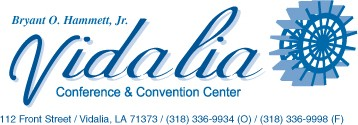 Bryant O. Hammett, Jr.
Vidalia
Conference & Convention Center
112 Front Street / Vidalia, LA 71373 / (318) 336-9934 (O) / (318) 336-9998 (F)